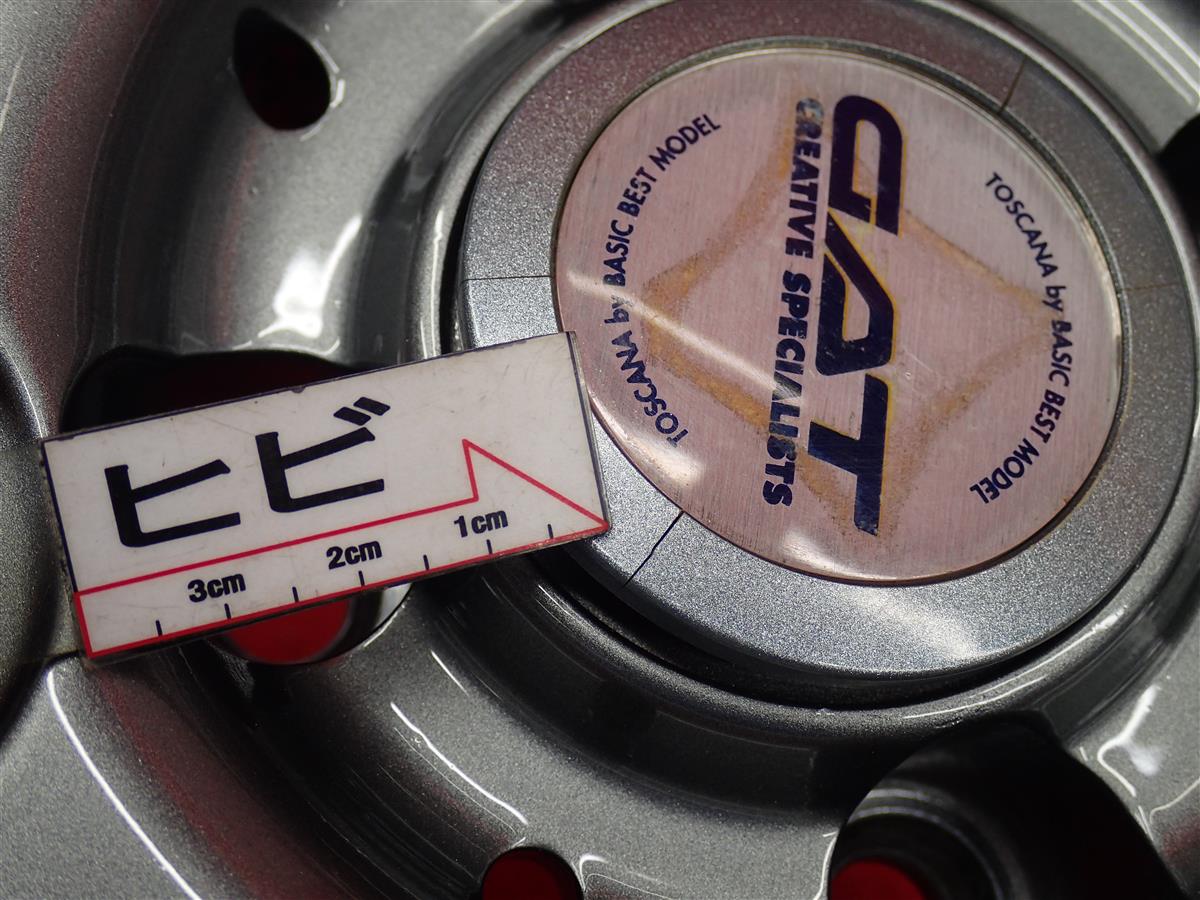 ヒビ
3cm 2cm 1cm
TOSCANA by BASIC BEST MODEL
CREATIVE SPECIALISTS
CAT
TOSCANA by BASIC BEST MODEL